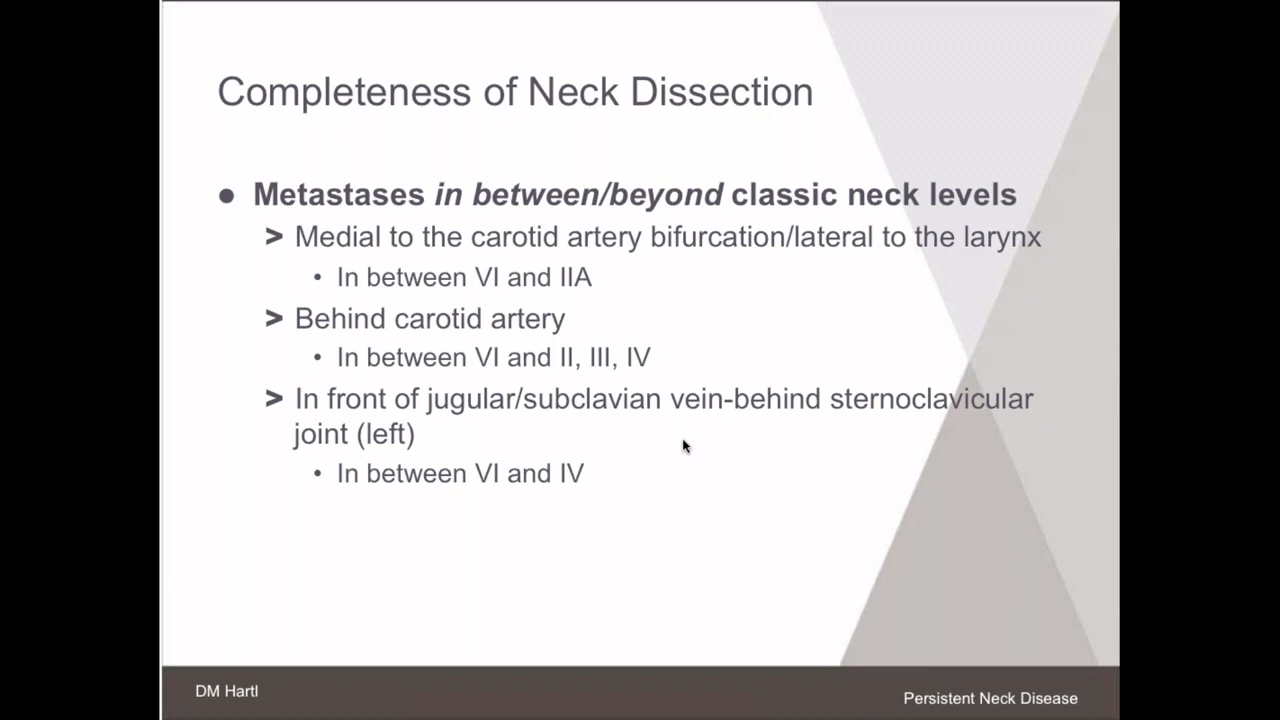 Completeness of Neck Dissection
● Metastases in between/beyond classic neck levels
> Medial to the carotid artery bifurcation/lateral to the larynx
• In between VI and IIA
> Behind carotid artery
• In between VI and II, III, IV
> In front of jugular/subclavian vein-behind sternoclavicular
joint (left)
• In between VI and IV
DM Hartl
Persistent Neck Disease